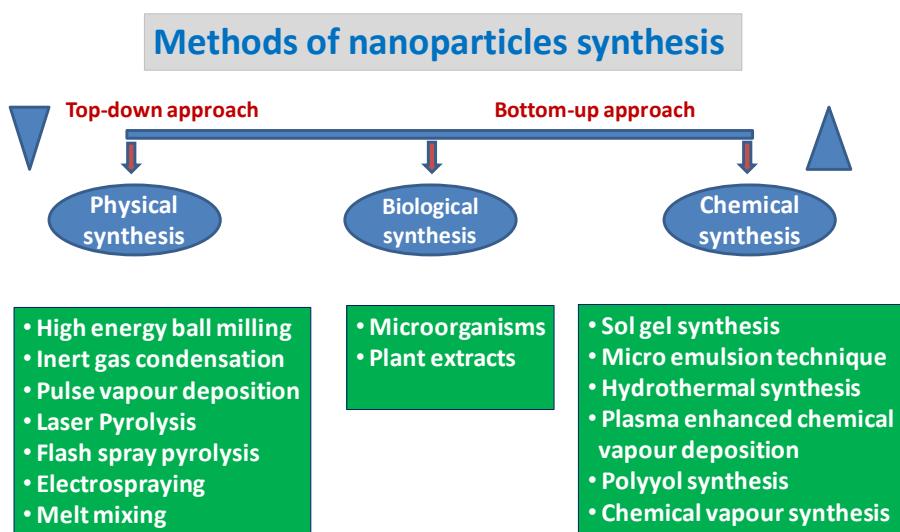 Methods of nanoparticles synthesis
Top-down approach
Bottom-up approach
Physical
synthesis
Biological
synthesis
Chemical
synthesis
• High energy ball milling
• Inert gas condensation
• Pulse vapour deposition
• Laser Pyrolysis
• Flash spray pyrolysis
• Electrospraying
• Melt mixing
• Microorganisms
• Plant extracts
• Sol gel synthesis
• Micro emulsion technique
• Hydrothermal synthesis
• Plasma enhanced chemical
vapour deposition
• Polyyol synthesis
• Chemical vapour synthesis